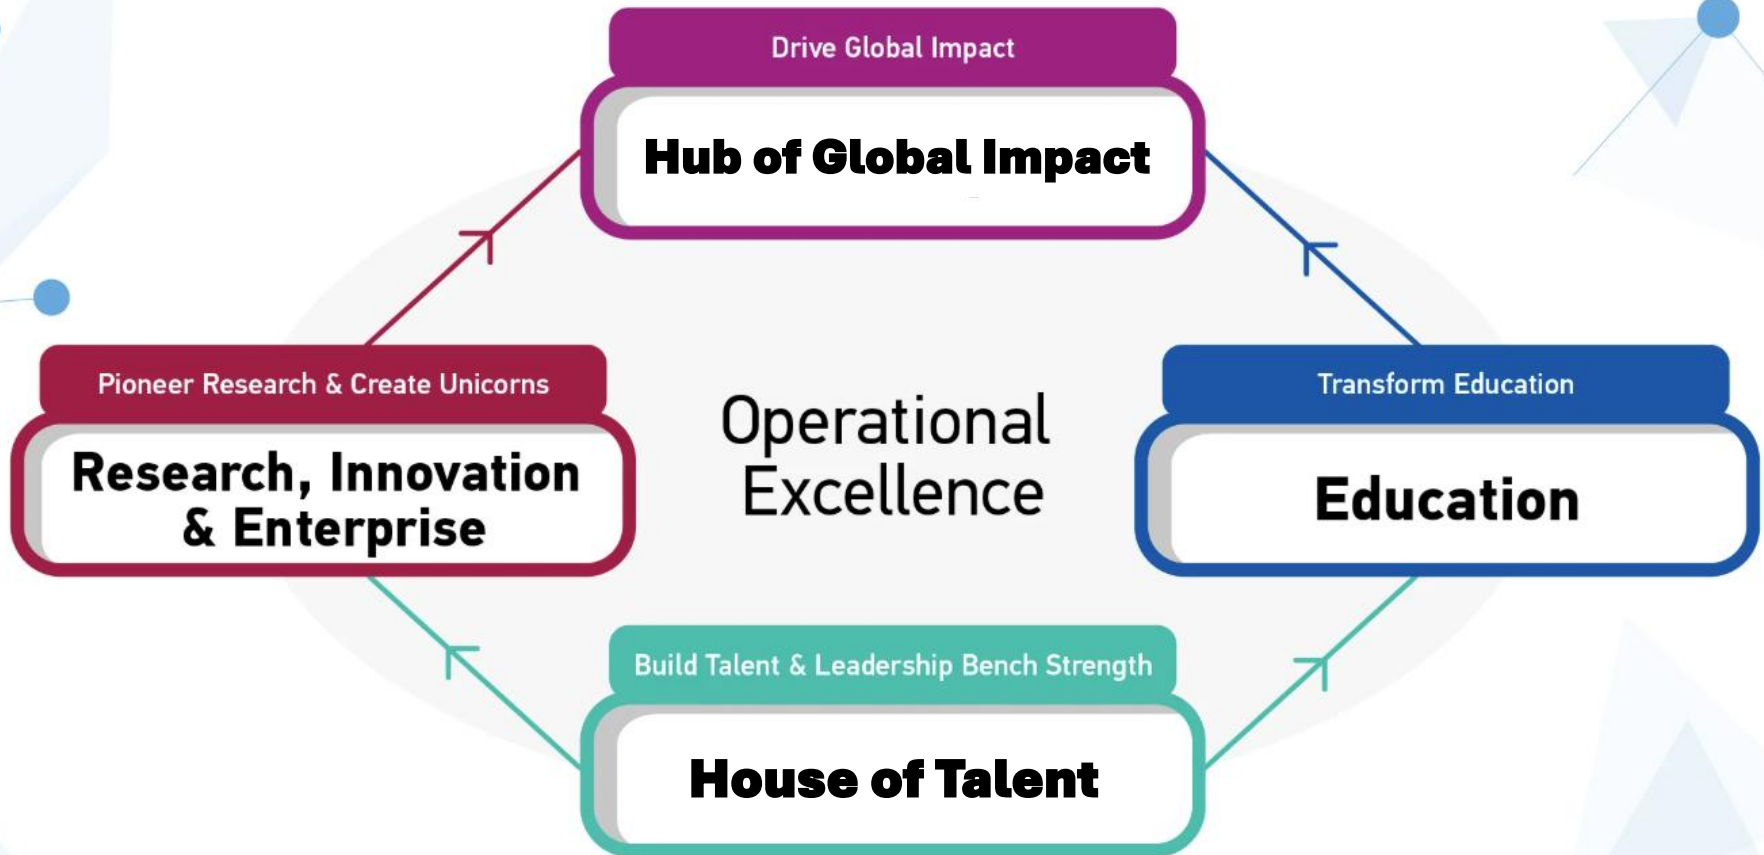 Drive Global Impact
Hub of Global Impact
Pioneer Research & Create Unicorns
Research, Innovation
& Enterprise
Operational
Excellence
Transform Education
Education
Build Talent & Leadership Bench Strength
House of Talent